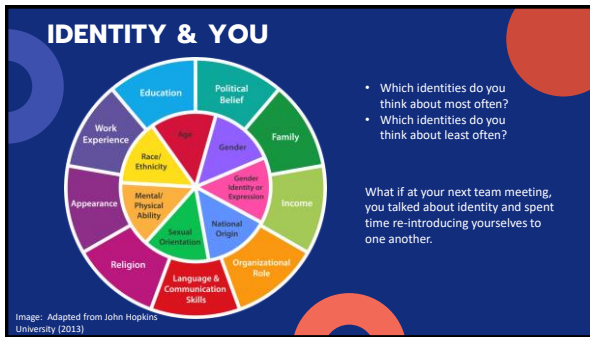 IDENTITY & YOU
Education
Political
Belief
Family
Income
Organizational
Role
Language &
Communication
Skills
Religion
Appearance
Work
Experience
Age
Gender
Gender
Identity or
Expression
National
Origin
Sexual
Orientation
Mental/
Physical
Ability
Race/
Ethnicity
• Which identities do you
think about most often?
• Which identities do you
think about least often?
What if at your next team meeting,
you talked about identity and spent
time re-introducing yourselves to
one another.
Image: Adapted from John Hopkins
University (2013)